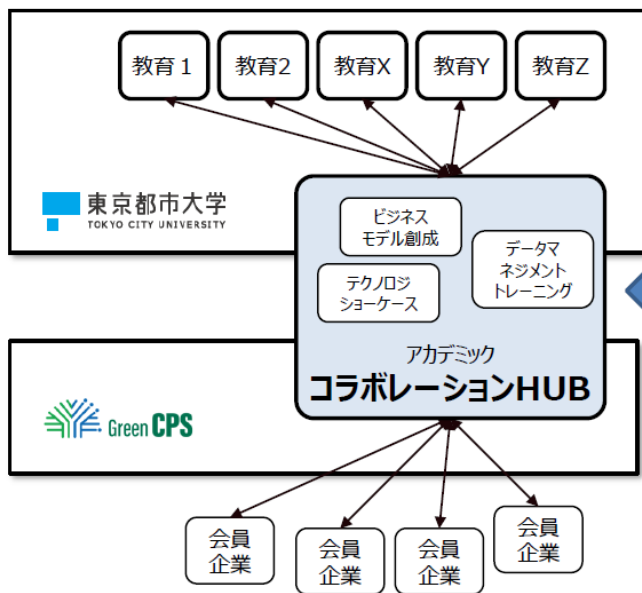 教育１
教育2
教育X
教育Y
教育Z
東京都市大学
TOKYO CITY UNIVERSITY
ビジネス
モデル創成
データマ
ネジメント
トレーニング
テクノロジ
ショーケース
アカデミック
コラボレーションHUB
Green CPS
会員
企業
会員
企業
会員
企業
会員
企業